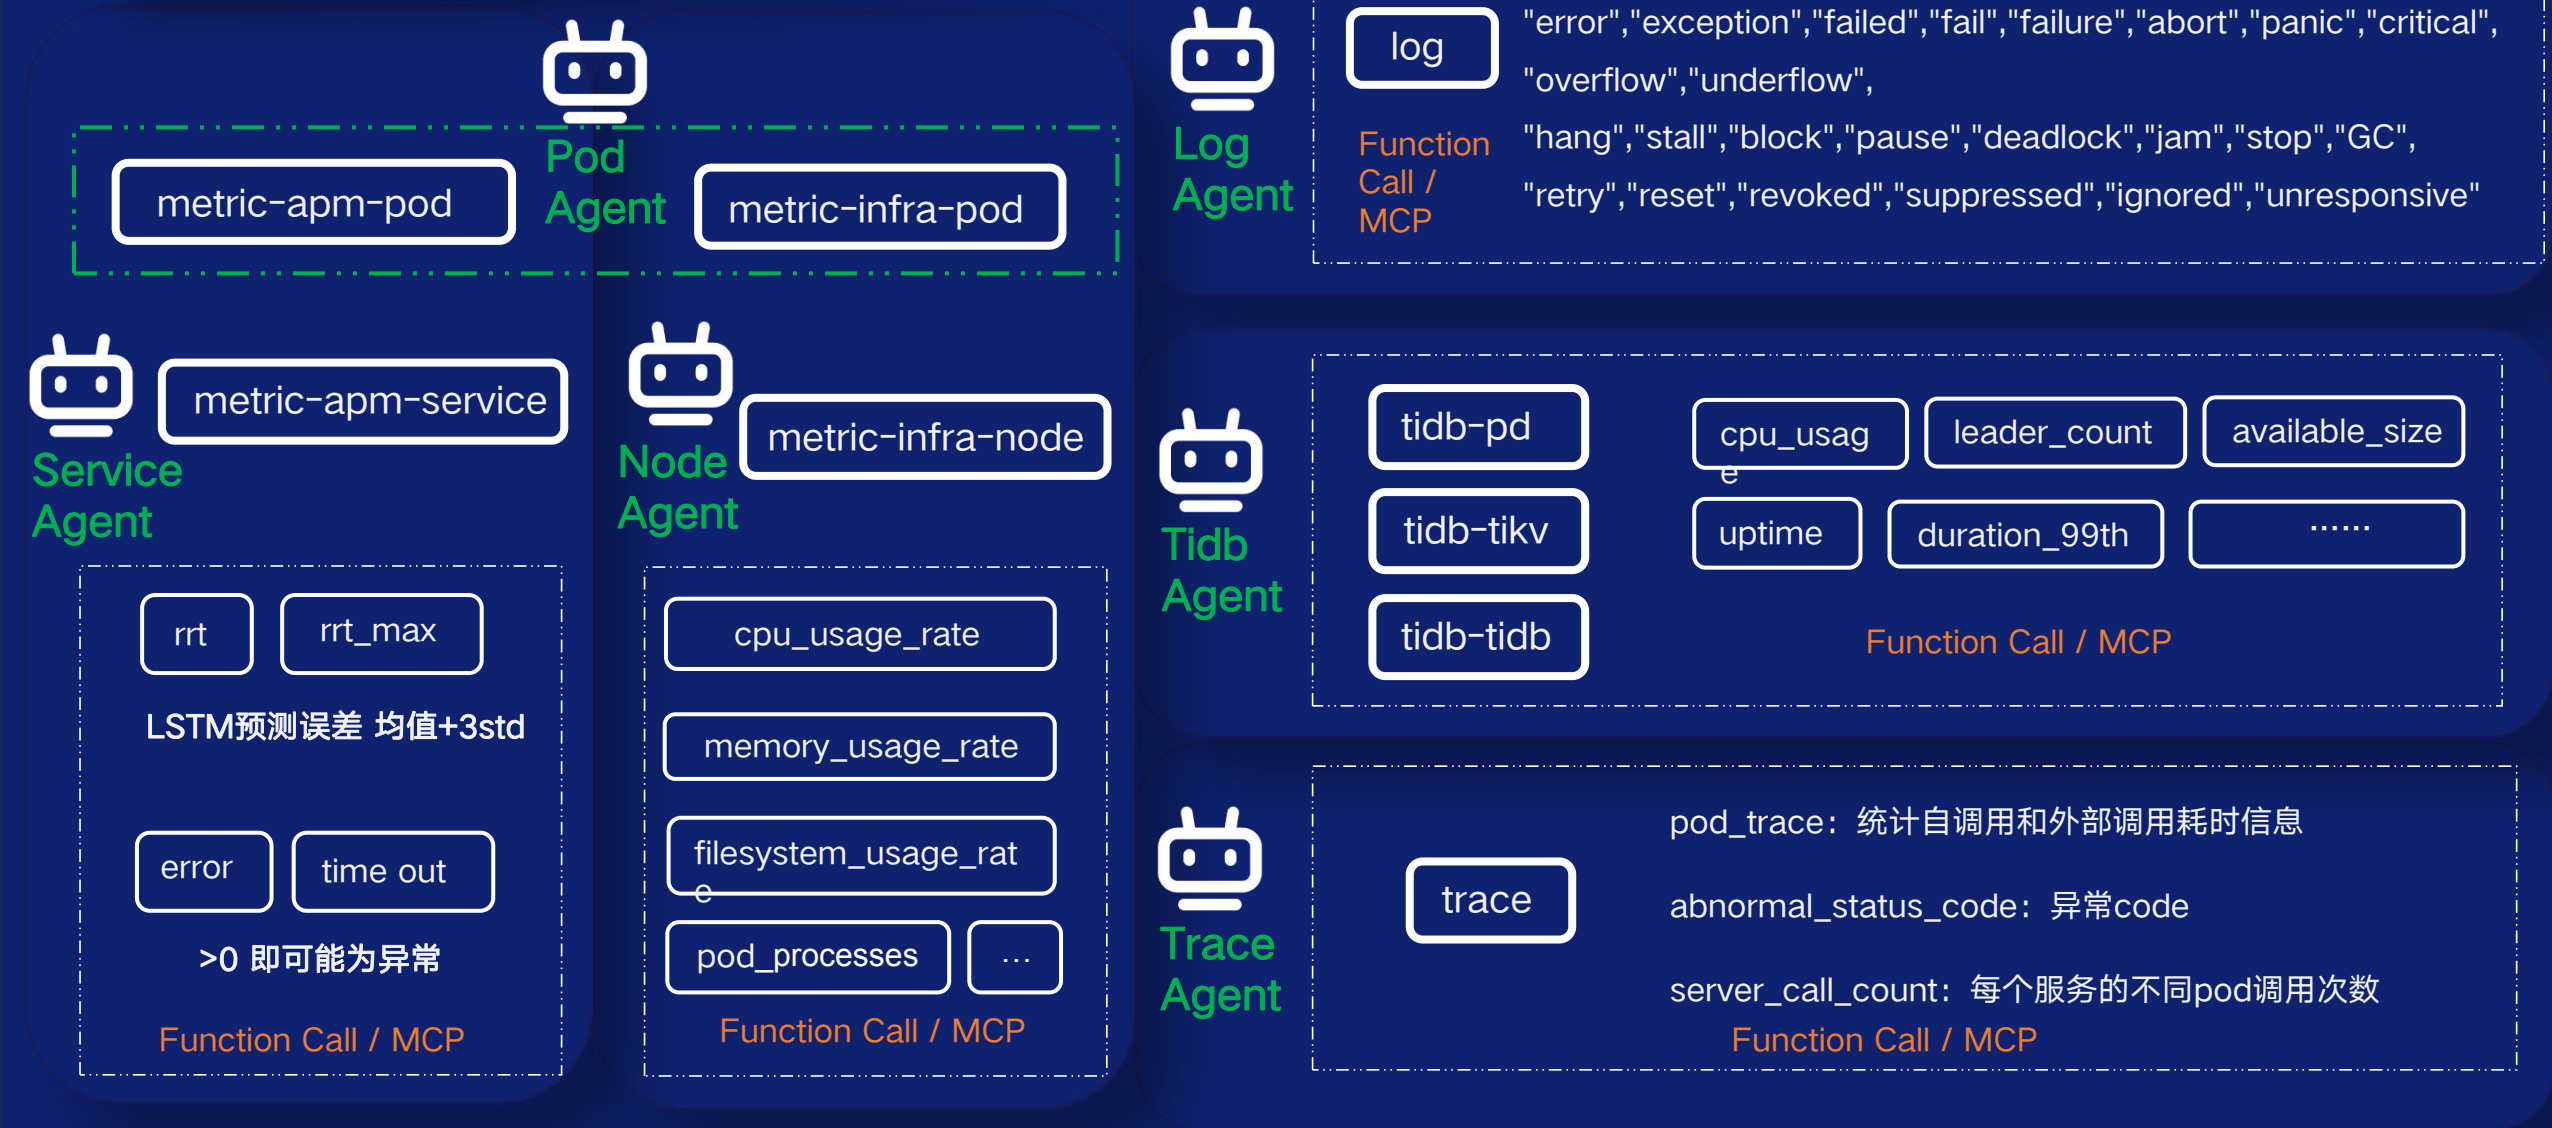 Pod
Agent
metric-apm-pod
metric-infra-pod
Service
Agent
metric-apm-service
rrt
rrt_max
LSTM预测误差 均值+3std
error
time out
>0 即可能为异常
Function Call / MCP
Node
Agent
metric-infra-node
cpu_usage_rate
memory_usage_rate
filesystem_usage_rat
e
pod_processes
...
Function Call / MCP
Log
Agent
log
Function
Call /
MCP
"error","exception","failed","fail","failure","abort","panic","critical",
"overflow","underflow",
"hang","stall","block","pause","deadlock","jam","stop","GC",
"retry","reset","revoked","suppressed","ignored","unresponsive"
Tidb
Agent
tidb-pd
tidb-tikv
tidb-tidb
cpu_usag
e
leader_count
available_size
uptime
duration_99th
······
Function Call / MCP
Trace
Agent
trace
pod_trace：统计自调用和外部调用耗时信息
abnormal_status_code：异常code
server_call_count：每个服务的不同pod调用次数
Function Call / MCP